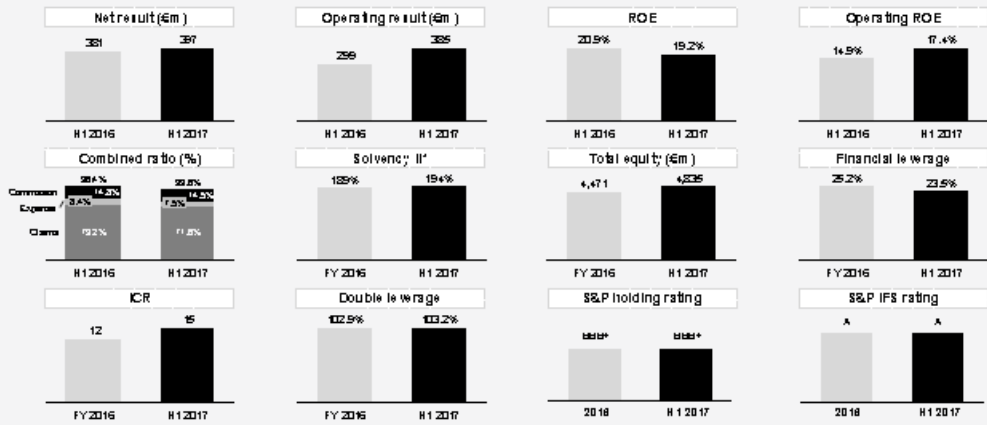 Net result (€m)
381
397
H1 2016
H1 2017
Operating result (€m)
299
385
H1 2016
H1 2017
ROE
20.9%
19.2%
H1 2016
H1 2017
Operating ROE
14.9%
17.4%
H1 2016
H1 2017
Combined ratio (%)
Commission
Expense
Claims
14.8%
8.4%
7.5%
H1 2016
H1 2017
Solvency II*
189%
194%
FY 2016
H1 2017
Total equity (€m)
4,471
4,835
FY 2016
H1 2017
Financial leverage
25.2%
23.5%
FY 2016
H1 2017
ICR
12
15
FY 2016
H1 2017
Double leverage
102.9%
103.2%
FY 2016
H1 2017
S&P holding rating
BBB+
BBB+
2016
H1 2017
S&P IFS rating
A
A
2016
H1 2017